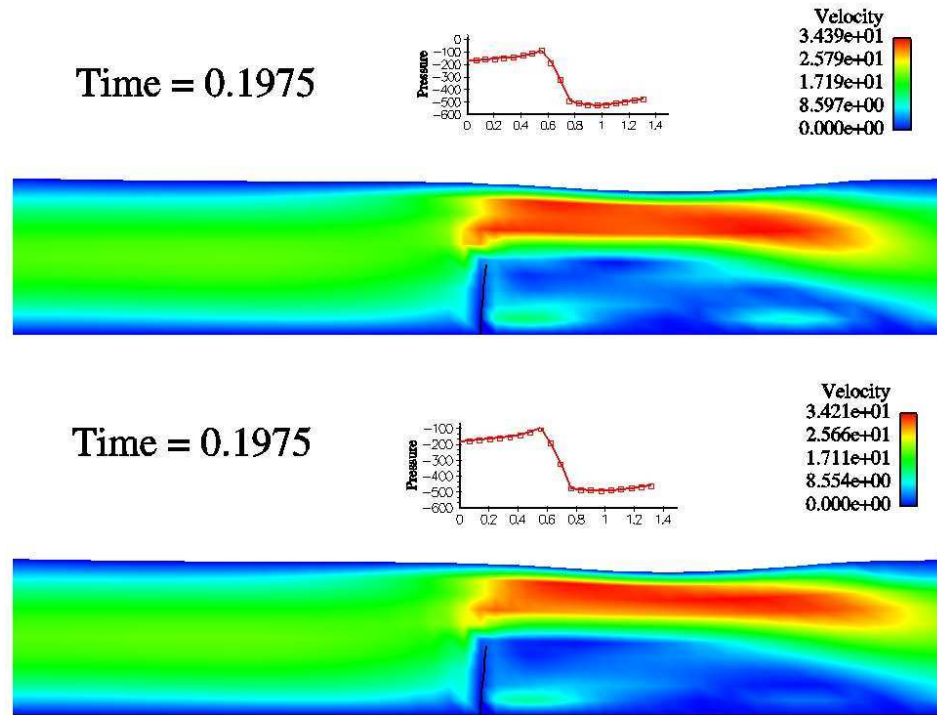 Time = 0.1975
Pressure
0
−100
−200
−300
−400
−500
−600
0 0.2 0.4 0.6 0.8 1 1.2 1.4
Velocity
3.439e+01
2.579e+01
1.719e+01
8.597e+00
0.000e+00
Time = 0.1975
Pressure
−100
−200
−300
−400
−500
−600
0 0.2 0.4 0.6 0.8 1 1.2 1.4
Velocity
3.421e+01
2.566e+01
1.711e+01
8.554e+00
0.000e+00